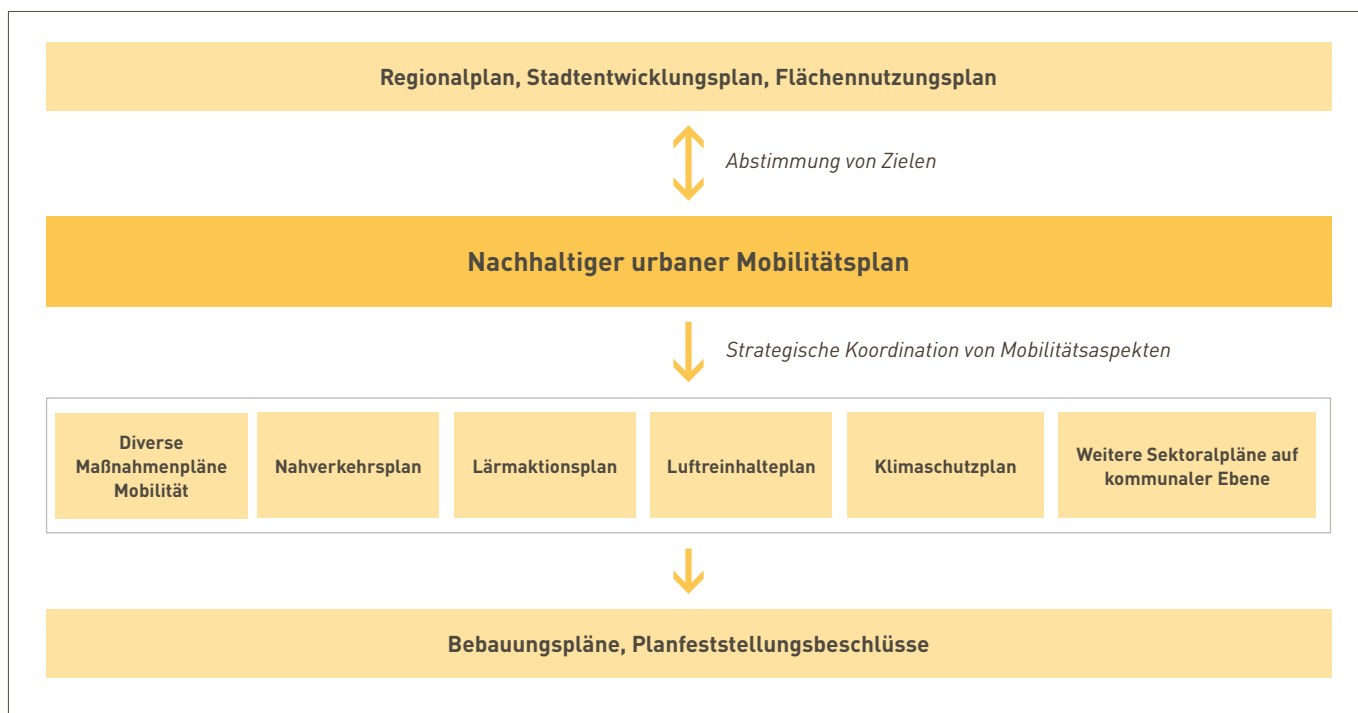 Regionalplan, Stadtentwicklungsplan, Flächennutzungsplan
Abstimmung von Zielen
Nachhaltiger urbaner Mobilitätsplan
Strategische Koordination von Mobilitätsaspekten
Diverse
Maßnahmenpläne
Mobilität
Nahverkehrsplan
Lärmaktionsplan
Luftreinhalteplan
Klimaschutzplan
Weitere Sektoralpläne auf
kommunaler Ebene
Bebauungspläne, Planfeststellungsbeschlüsse